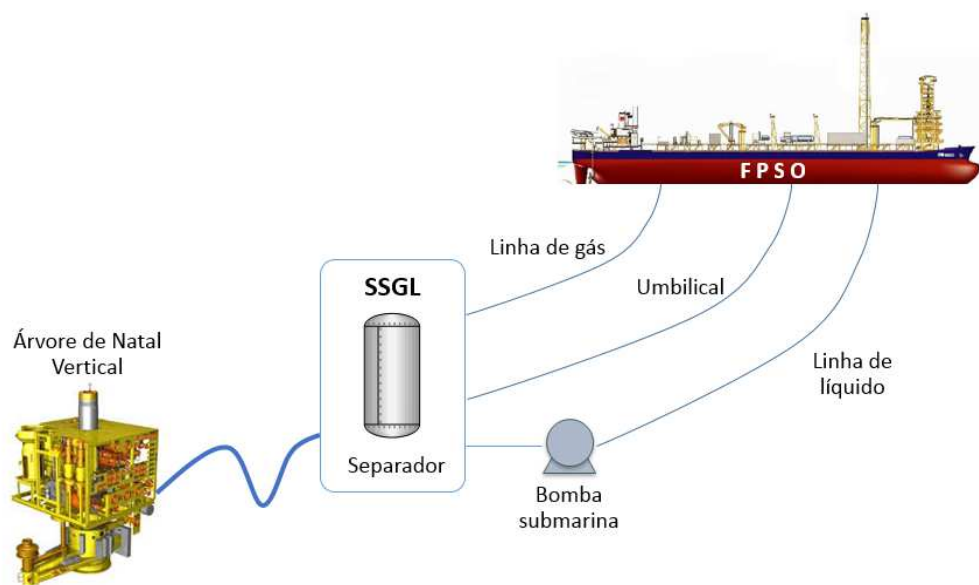 FPSO
Linha de gás
SSGL
Umbilical
Árvore de Natal
Vertical
Linha de
líquido
Separador
Bomba
submarina